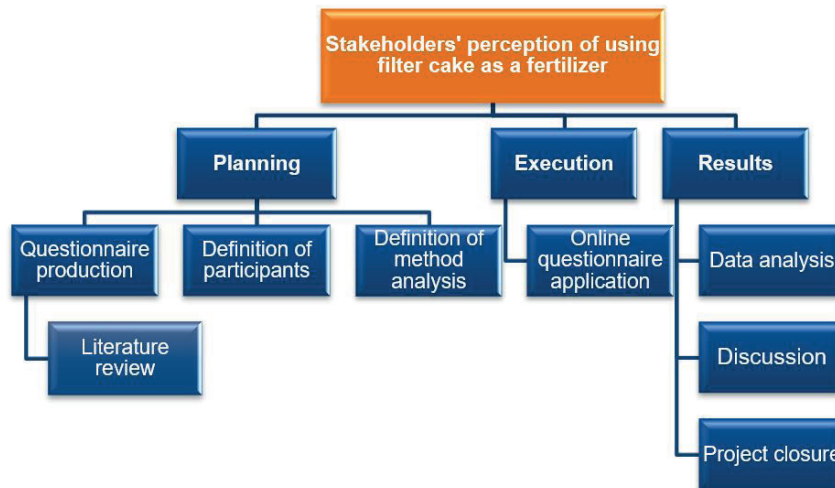 Stakeholders' perception of using
filter cake as a fertilizer
Planning
Execution
Results
Questionnaire
production
Definition of
participants
Definition of
method
analysis
Online
questionnaire
application
Data analysis
Literature
review
Discussion
Project closure